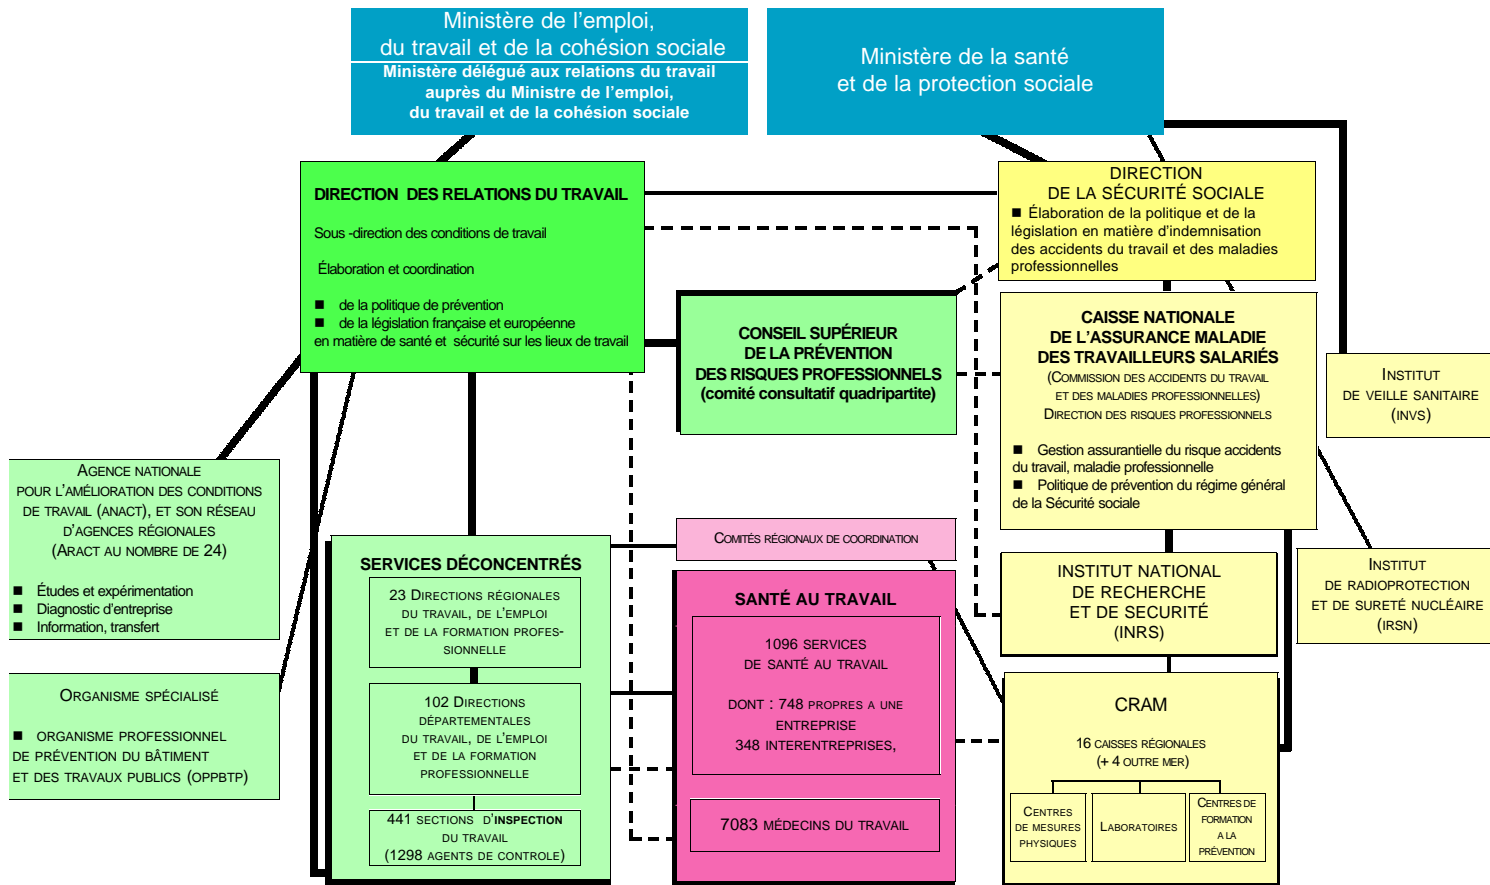 Ministère de l'emploi,
du travail et de la cohésion sociale
Ministère délégué aux relations du travail
auprès du Ministre de l'emploi,
du travail et de la cohésion sociale
Ministère de la santé
et de la protection sociale
DIRECTION DES RELATIONS DU TRAVAIL
Sous -direction des conditions de travail
Élaboration et coordination
■ de la politique de prévention
■ de la législation française et européenne
en matière de santé et sécurité sur les lieux de travail
DIRECTION
DE LA SÉCURITÉ SOCIALE
■ Élaboration de la politique et de la
législation en matière d'indemnisation
des accidents du travail et des maladies
professionnelles
CONSEIL SUPÉRIEUR
DE LA PRÉVENTION
DES RISQUES PROFESSIONNELS
(comité consultatif quadripartite)
CAISSE NATIONALE
DE L'ASSURANCE MALADIE
DES TRAVAILLEURS SALARIÉS
(COMMISSION DES ACCIDENTS DU TRAVAIL
ET DES MALADIES PROFESSIONNELLES)
DIRECTION DES RISQUES PROFESSIONNELS
■ Gestion assurantielle du risque accidents
du travail, maladie professionnelle
■ Politique de prévention du régime général
de la Sécurité sociale
INSTITUT
DE VEILLE SANITAIRE
(INVS)
AGENCE NATIONALE
POUR L'AMÉLIORATION DES CONDITIONS
DE TRAVAIL (ANACT), ET SON RÉSEAU
D'AGENCES RÉGIONALES
(ARACT AU NOMBRE DE 24)
■ Études et expérimentation
■ Diagnostic d'entreprise
■ Information, transfert
ORGANISME SPÉCIALISÉ
■ ORGANISME PROFESSIONNEL
DE PRÉVENTION DU BÂTIMENT
ET DES TRAVAUX PUBLICS (OPPBTP)
SERVICES DÉCONCENTRÉS
23 DIRECTIONS RÉGIONALES
DU TRAVAIL, DE L'EMPLOI
ET DE LA FORMATION PROFES-
SIONNELLE
102 DIRECTIONS
DÉPARTEMENTALES
DU TRAVAIL, DE L'EMPLOI
ET DE LA FORMATION
PROFESSIONNELLE
441 SECTIONS D'INSPECTION
DU TRAVAIL
(1298 AGENTS DE CONTROLE)
COMITÉS RÉGIONAUX DE COORDINATION
SANTÉ AU TRAVAIL
1096 SERVICES
DE SANTÉ AU TRAVAIL
DONT : 748 PROPRES A UNE
ENTREPRISE
348 INTERENTREPRISES,
7083 MÉDECINS DU TRAVAIL
INSTITUT NATIONAL
DE RECHERCHE
ET DE SECURITÉ
(INRS)
INSTITUT
DE RADIOPROTECTION
ET DE SURETÉ NUCLÉAIRE
(IRSN)
CRAM
16 CAISSES RÉGIONALES
(+ 4 OUTRE MER)
CENTRES
DE MESURES
PHYSIQUES
LABORATOIRES
CENTRES DE
FORMATION
A LA
PRÉVENTION